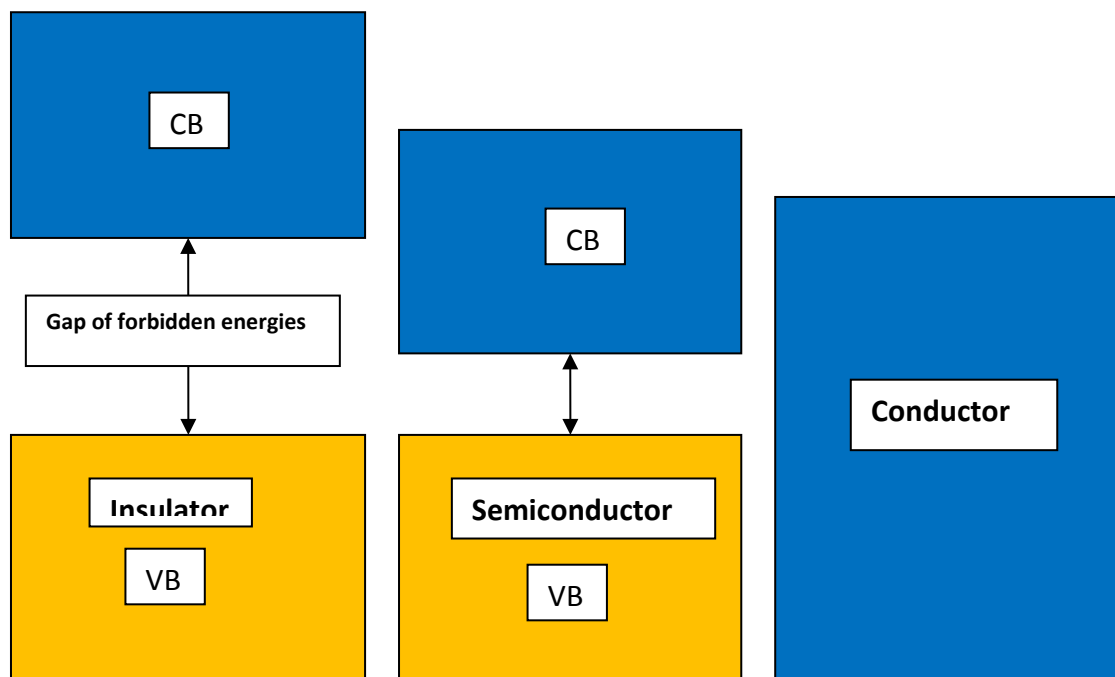 CB
CB
Gap of forbidden energies
Conductor
Insulator
Semiconductor
VB
VB